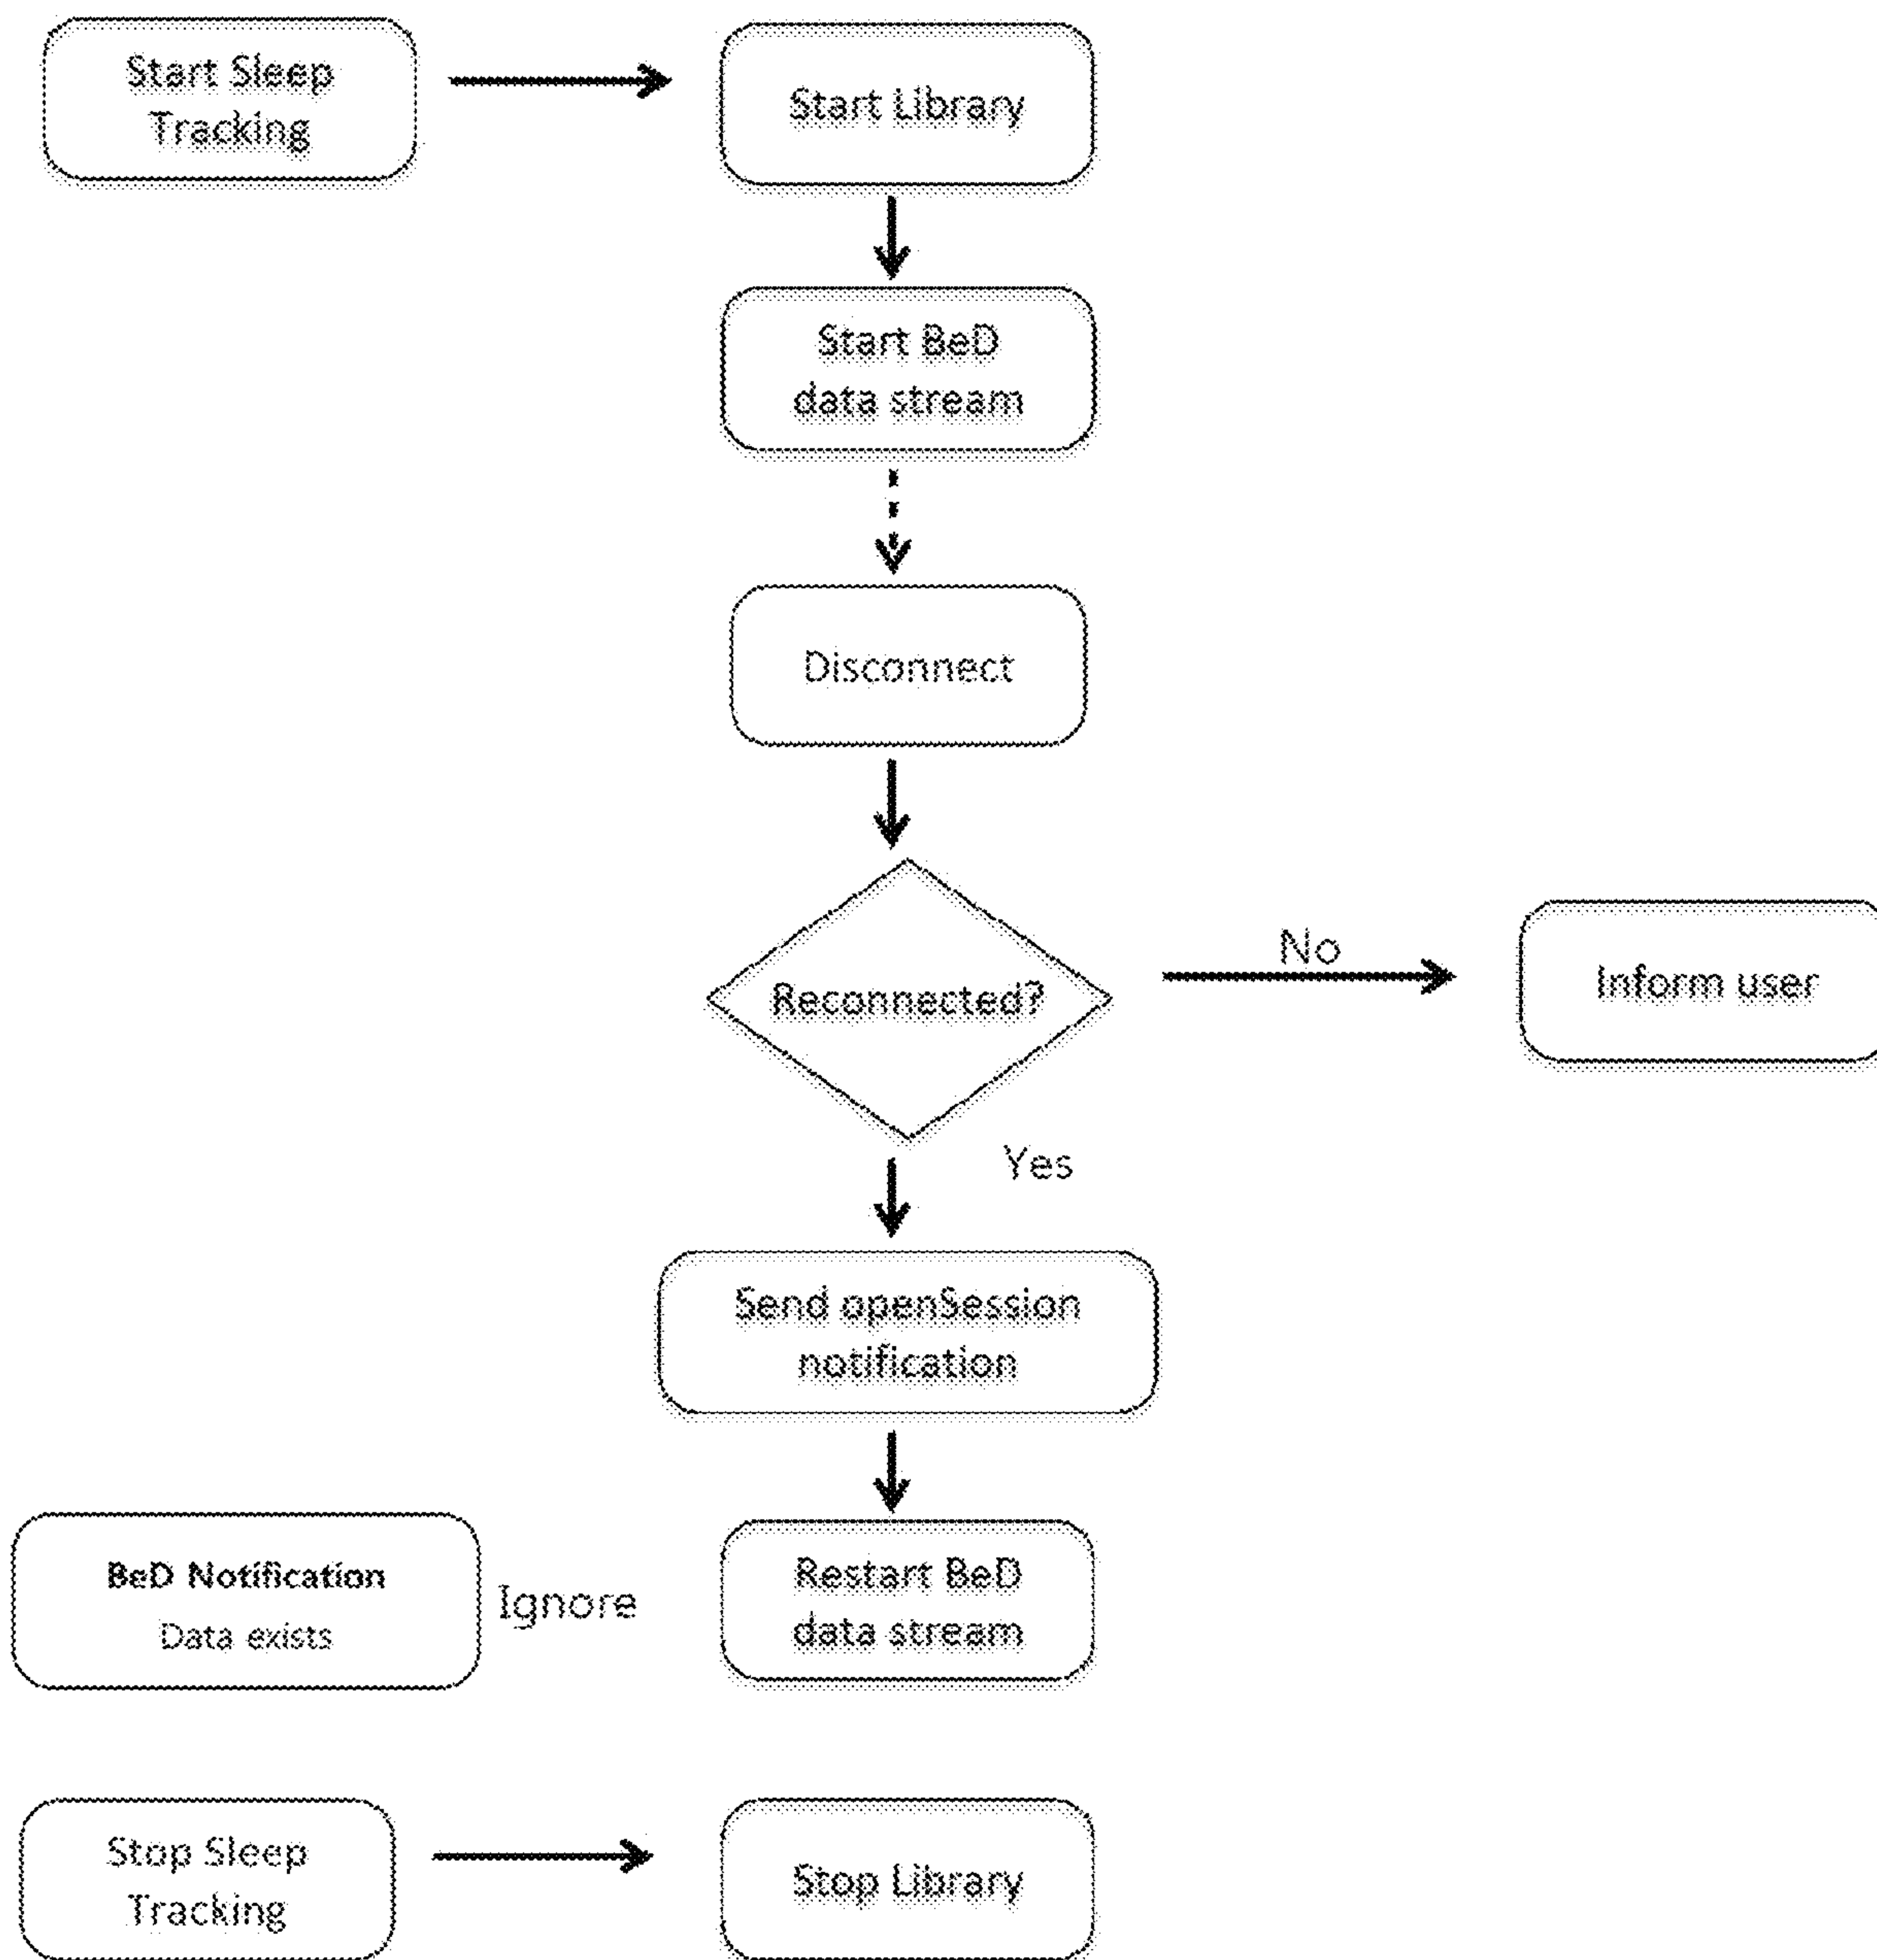 Start Sleep
Tracking
Start Library
Start BeD
data stream
Disconnect
Reconnected?
No
Inform user
Yes
Send openSession
notification
BeD Notification
Data exists
Ignore
Restart BeD
data stream
Stop Sleep
Tracking
Stop Library